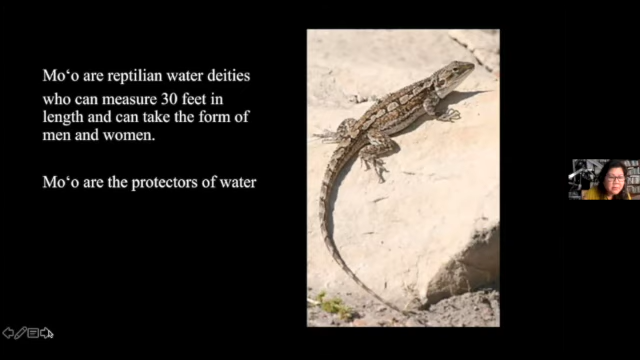 Moʻo are reptilian water deities
who can measure 30 feet in
length and can take the form of
men and women.
Moʻo are the protectors of water